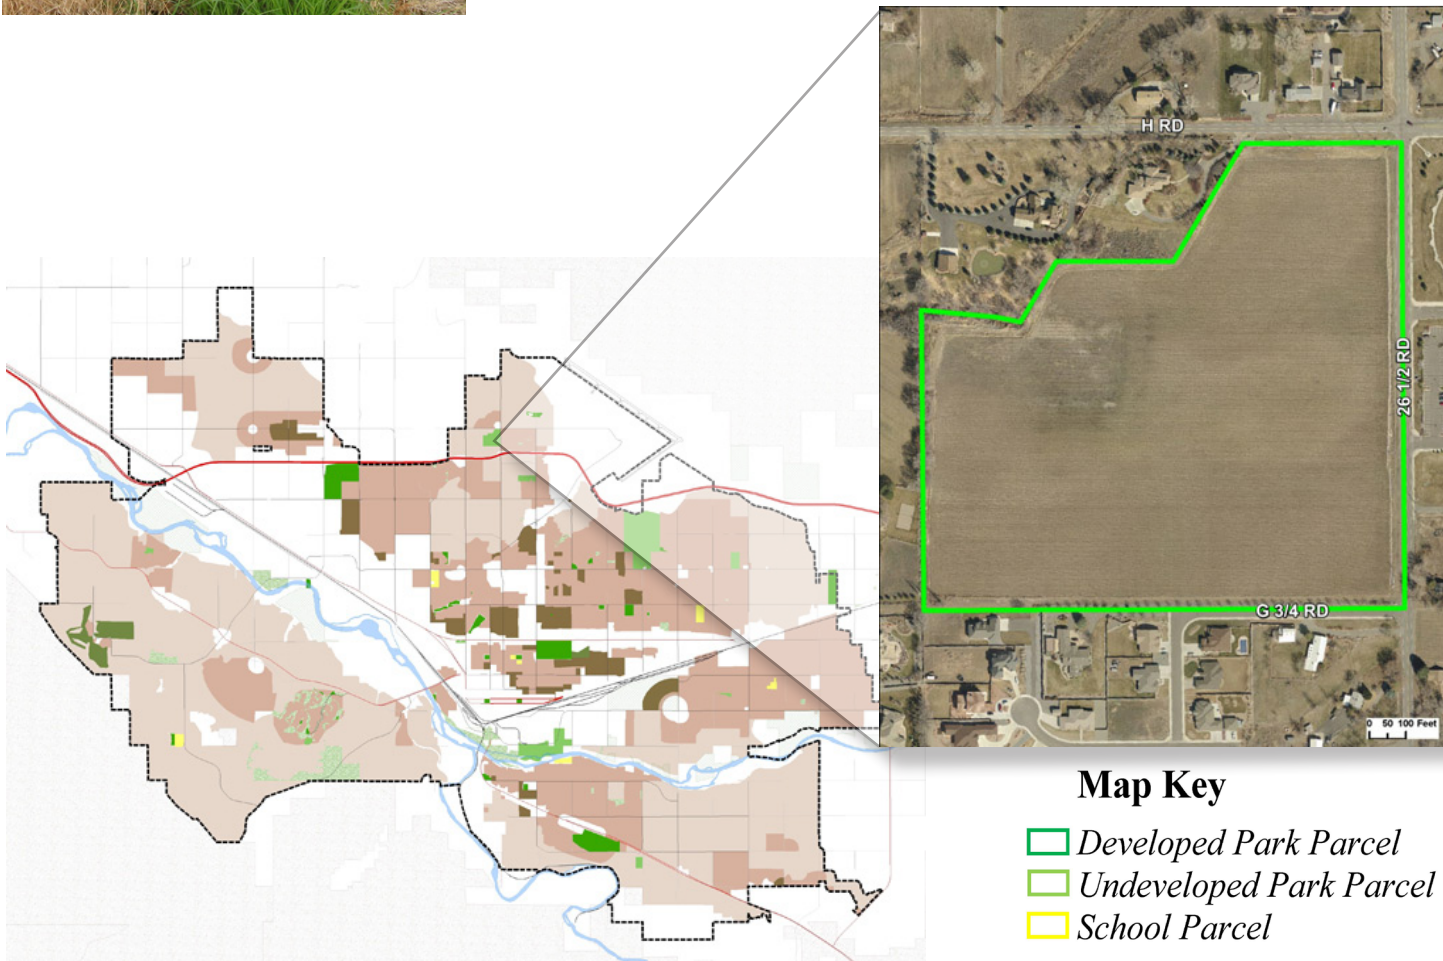 H RD
26 1/2 RD
G 3/4 RD
0 50 100 Feet
Map Key
Developed Park Parcel
Undeveloped Park Parcel
School Parcel